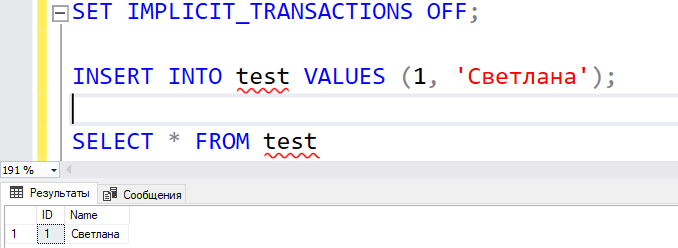 SET IMPLICIT_TRANSACTIONS OFF;
INSERT INTO test VALUES (1, 'Светлана');
SELECT * FROM test
191 %
Результаты Сообщения
ID Name
1 1 Светлана